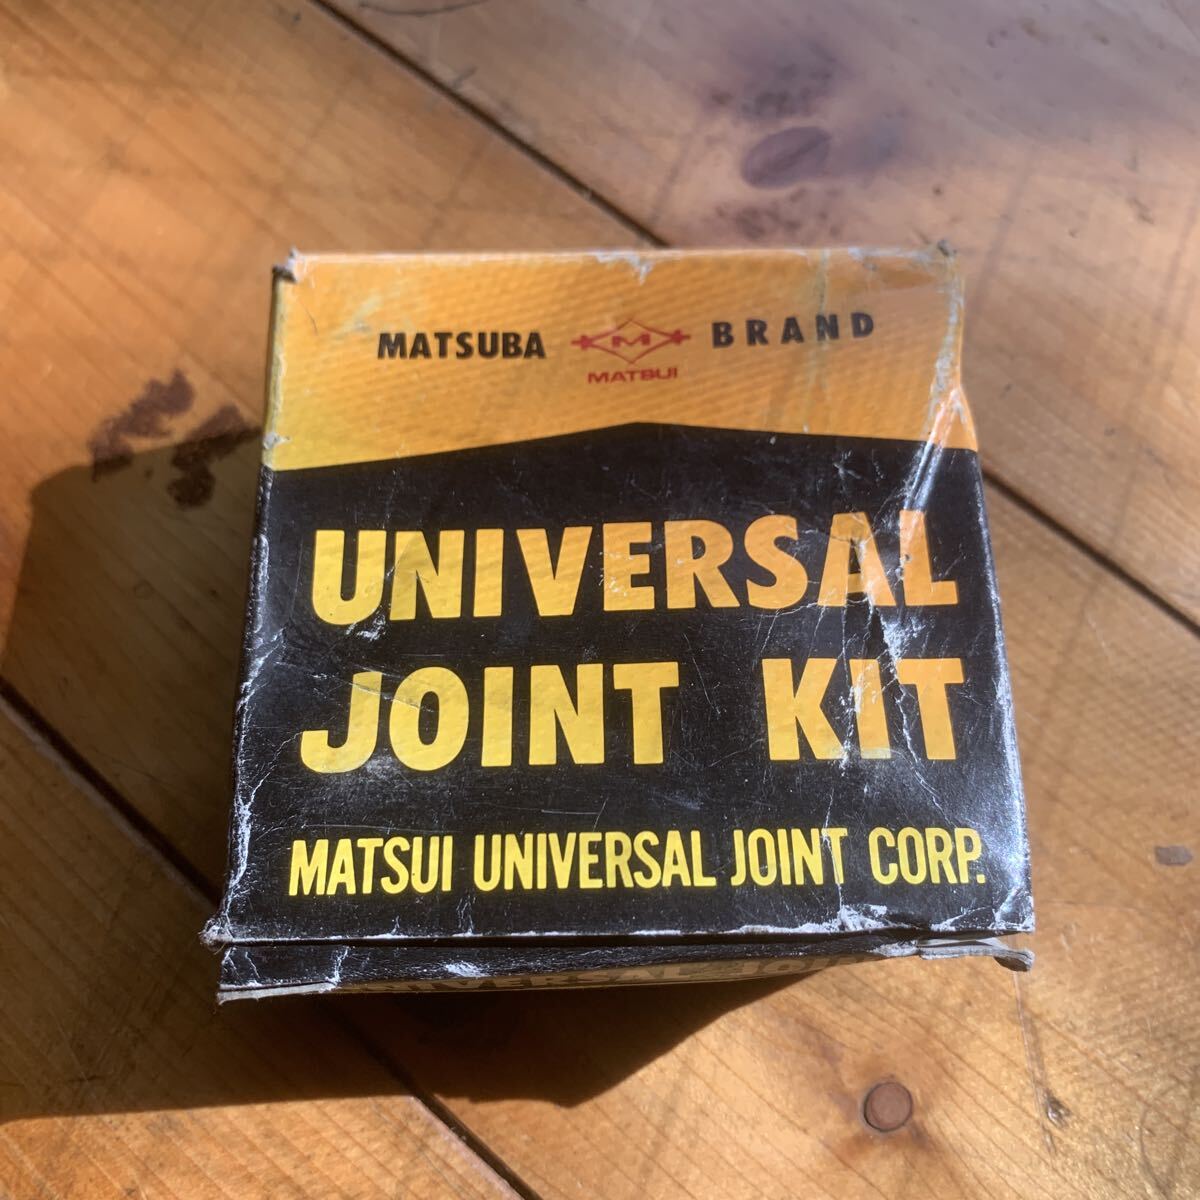 MATSUBA M BRAND
MATSUI
UNIVERSAL
JOINT KIT
MATSUI UNIVERSAL JOINT CORP.